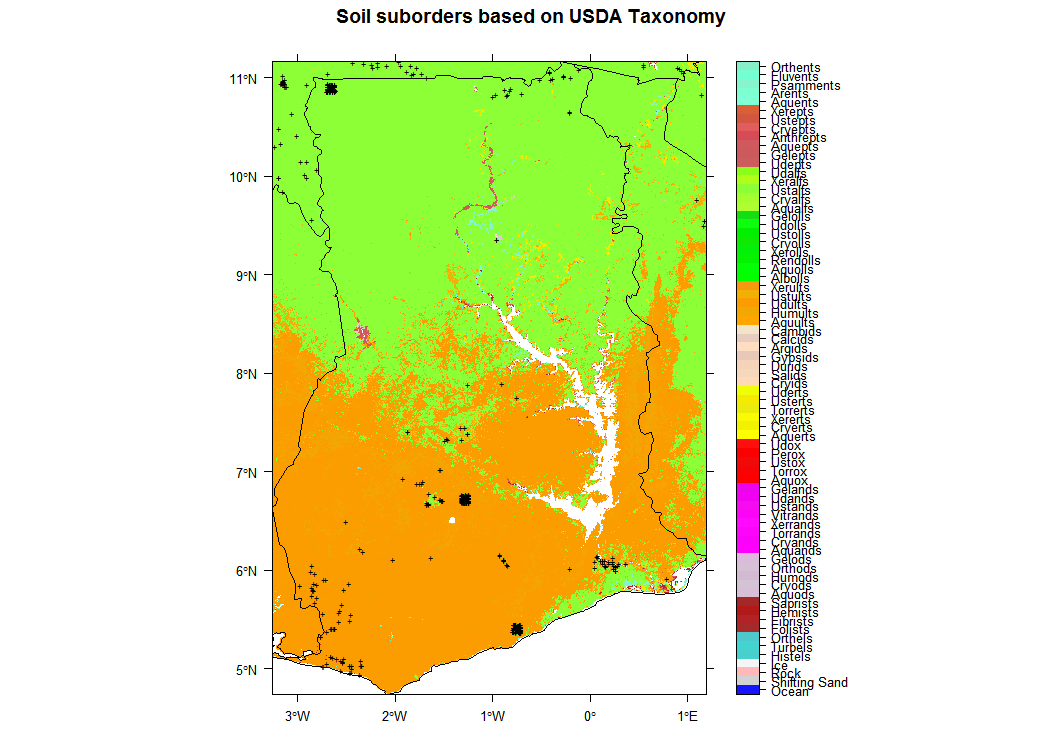 Soil suborders based on USDA Taxonomy
11°N
10°N
9°N
8°N
7°N
6°N
5°N
3°W
2°W
1°W
0°
1°E
Orthents
Fluvents
Psamments
Arents
Aquents
Xerepts
Ustepts
Cryepts
Anthrepts
Aquepts
Gelepts
Udepts
Udalfs
Xeralfs
Ustalfs
Cryalfs
Aqualfs
Gelolls
Udolls
Ustolls
Cryolls
Xerolls
Rendolls
Aquolls
Albolls
Xerults
Ustults
Udults
Humults
Aquults
Cambids
Calcids
Argids
Gypsids
Durids
Salids
Cryids
Uderts
Usterts
Torrerts
Xererts
Cryerts
Aquerts
Udox
Perox
Ustox
Torrox
Aquox
Gelands
Udands
Ustands
Vitrands
Xerrands
Torrands
Cryands
Aquands
Gelods
Orthods
Humods
Cryods
Aquods
Saprists
Hemists
Fibrists
Folists
Orthels
Turbels
Histels
Ice
Rock
Shifting Sand
Ocean